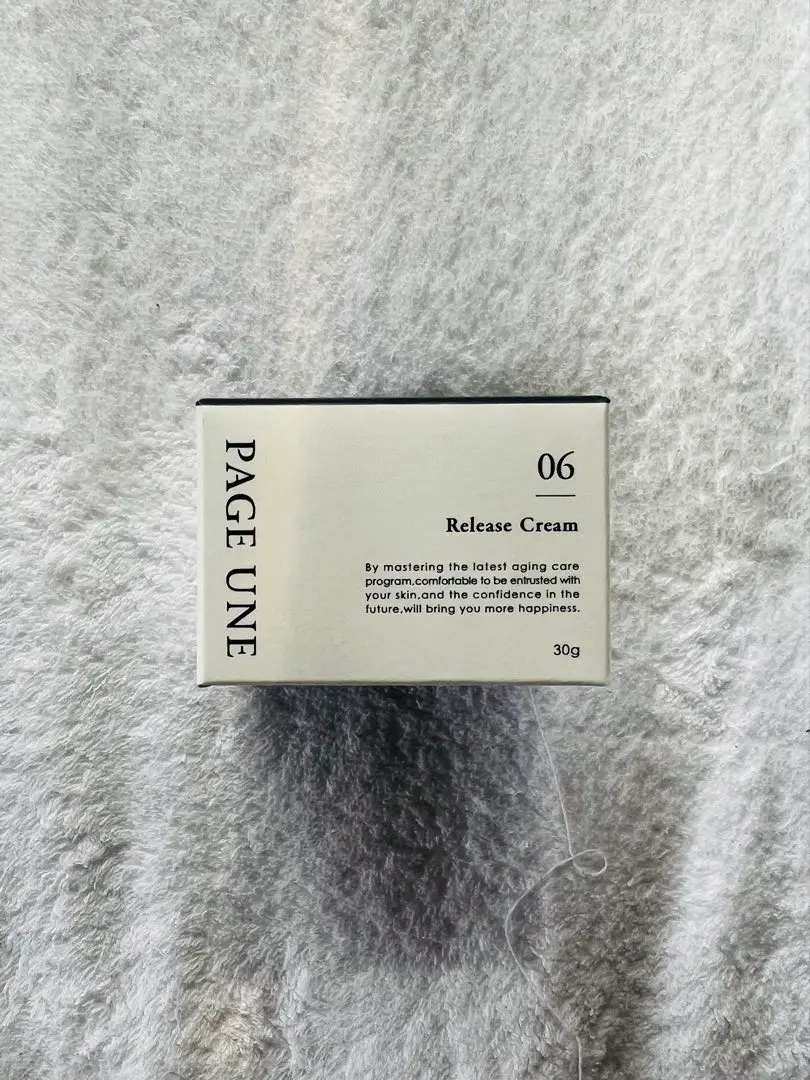 PAGE UNE
06
Release Cream
By mastering the latest aging care
program,comfortable to be entrusted with
your skin,and the confidence in the
future,will bring you more happiness.
30g